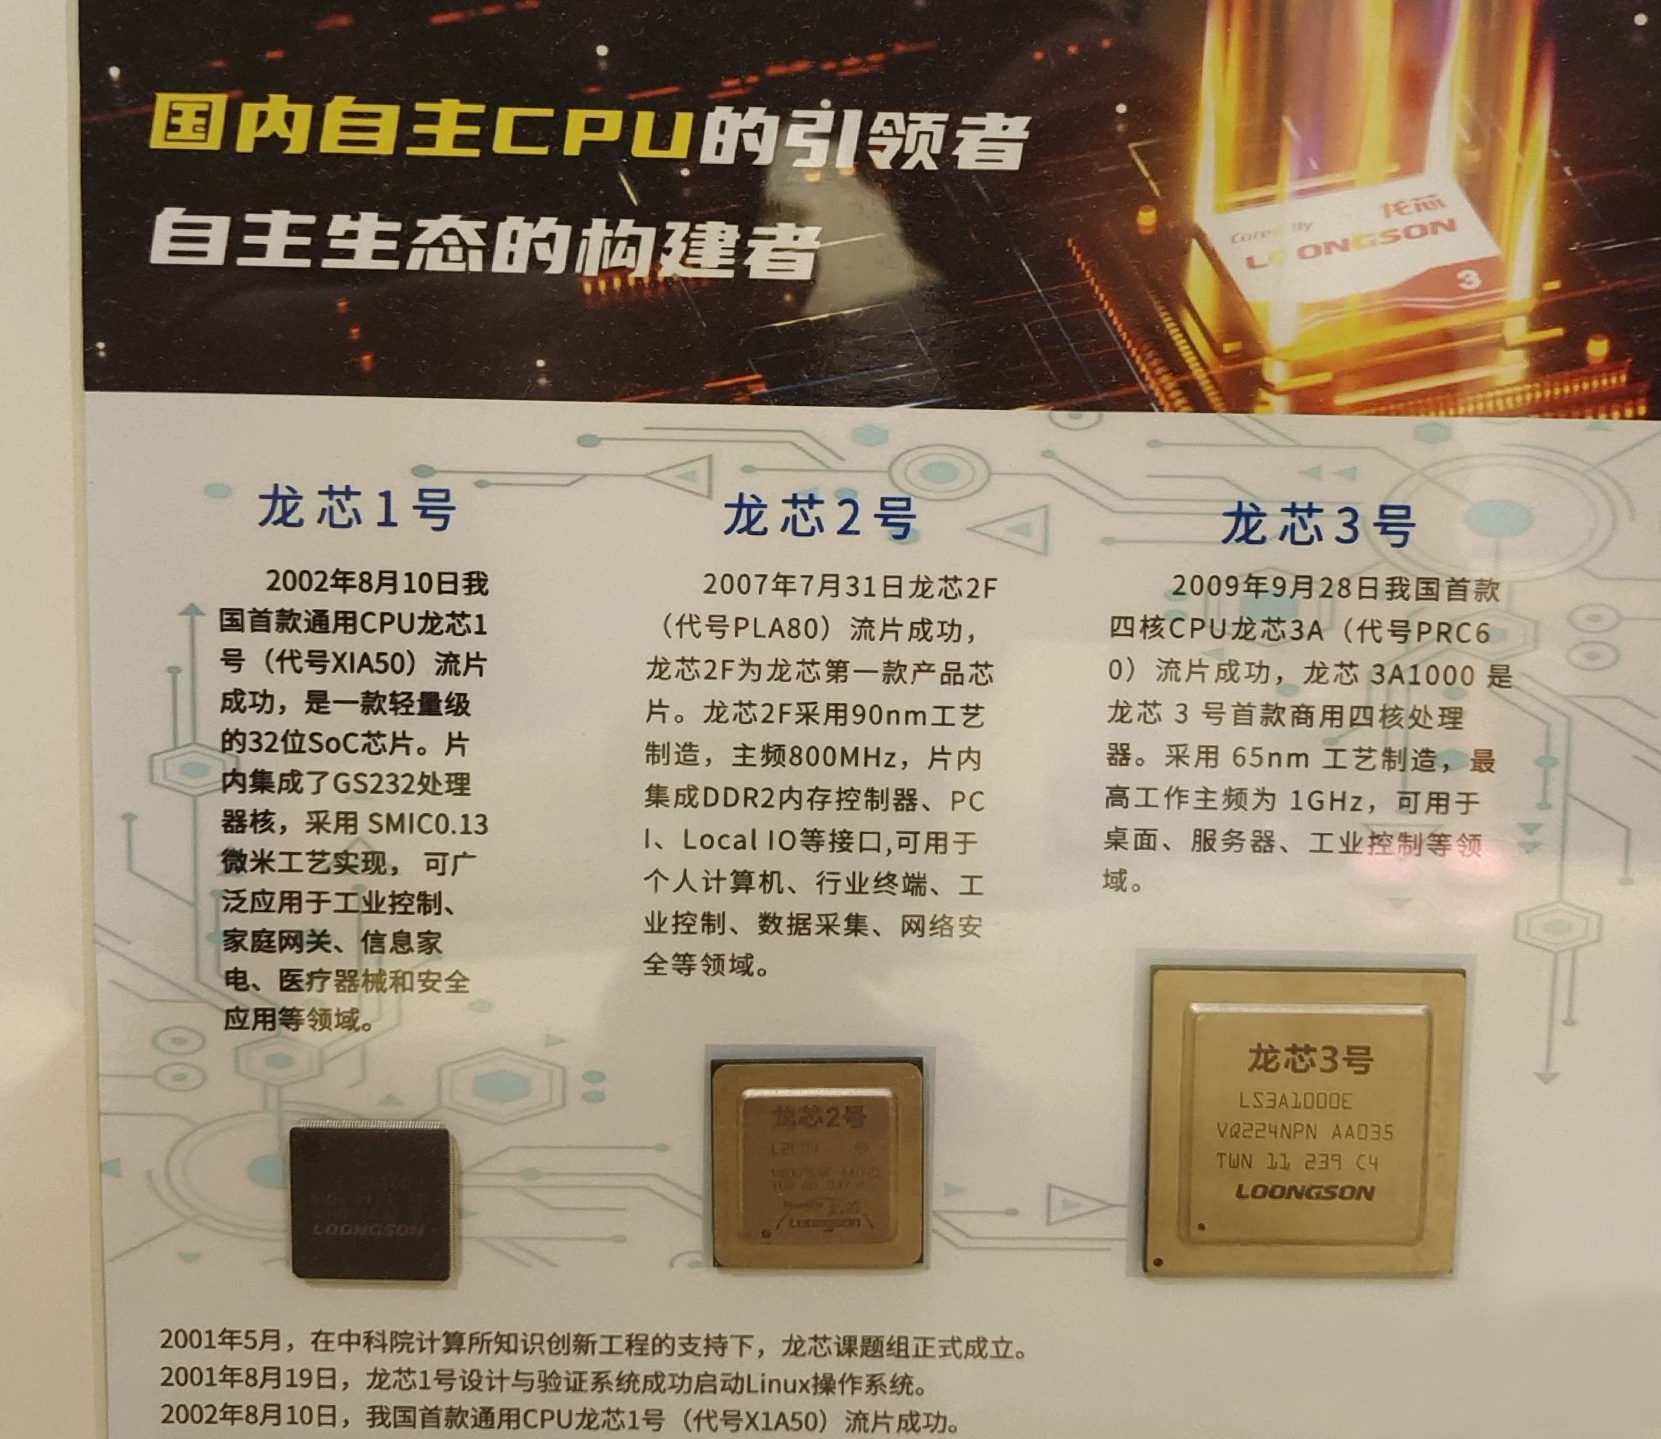 国内自主CPU的引领者
自主生态的构建者
龙芯
LOONGSON
3
龙芯1号
2002年8月10日我
国首款通用CPU龙芯1
号（代号XIA50）流片
成功，是一款轻量级
的32位SoC芯片。片
内集成了GS232处理
器核，采用 SMIC0.13
微米工艺实现， 可广
泛应用于工业控制、
家庭网关、信息家
电、医疗器械和安全
应用等领域。
龙芯2号
2007年7月31日龙芯2F
（代号PLA80）流片成功，
龙芯2F为龙芯第一款产品芯
片。龙芯2F采用90nm工艺
制造，主频800MHz，片内
集成DDR2内存控制器、PC
I、Local IO等接口,可用于
个人计算机、行业终端、工
业控制、数据采集、网络安
全等领域。
龙芯3号
2009年9月28日我国首款
四核CPU龙芯3A（代号PRC6
0）流片成功，龙芯 3A1000 是
龙芯 3 号首款商用四核处理
器。采用 65nm 工艺制造，最
高工作主频为 1GHz，可用于
桌面、服务器、工业控制等领
域。
LOONGSON
龙芯2号
LOONGSON
龙芯3号
LS3A1000E
VQ224NPN AA035
TWN 11 239 C4
LOONGSON
2001年5月，在中科院计算所知识创新工程的支持下，龙芯课题组正式成立。
2001年8月19日，龙芯1号设计与验证系统成功启动Linux操作系统。
2002年8月10日，我国首款通用CPU龙芯1号（代号X1A50）流片成功。